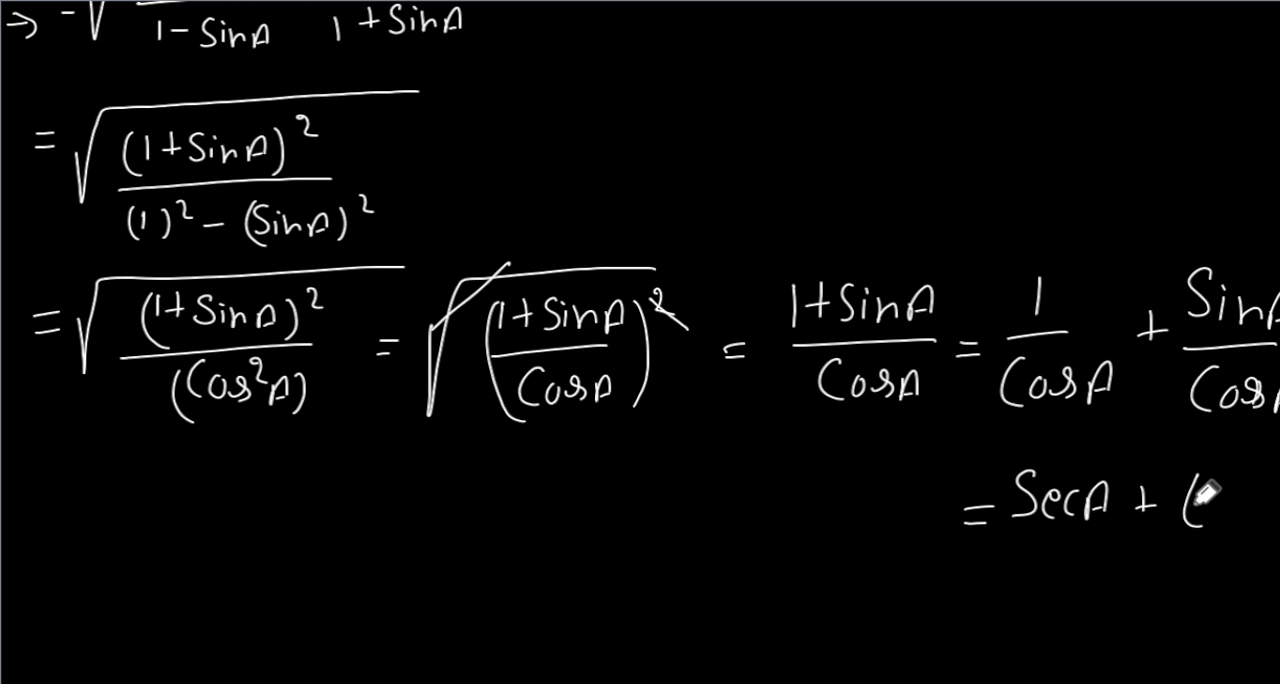 ⇒ √ 1 - SinA 1 + SinA
= √((1 + SinA)² / ((1)² - (SinA)²))
= √((1 + SinA)² / (Cos²A)) = √((1 + SinA) / CosA)² = (1 + SinA) / CosA = 1 / CosA + SinA / CosA
= SecA + (